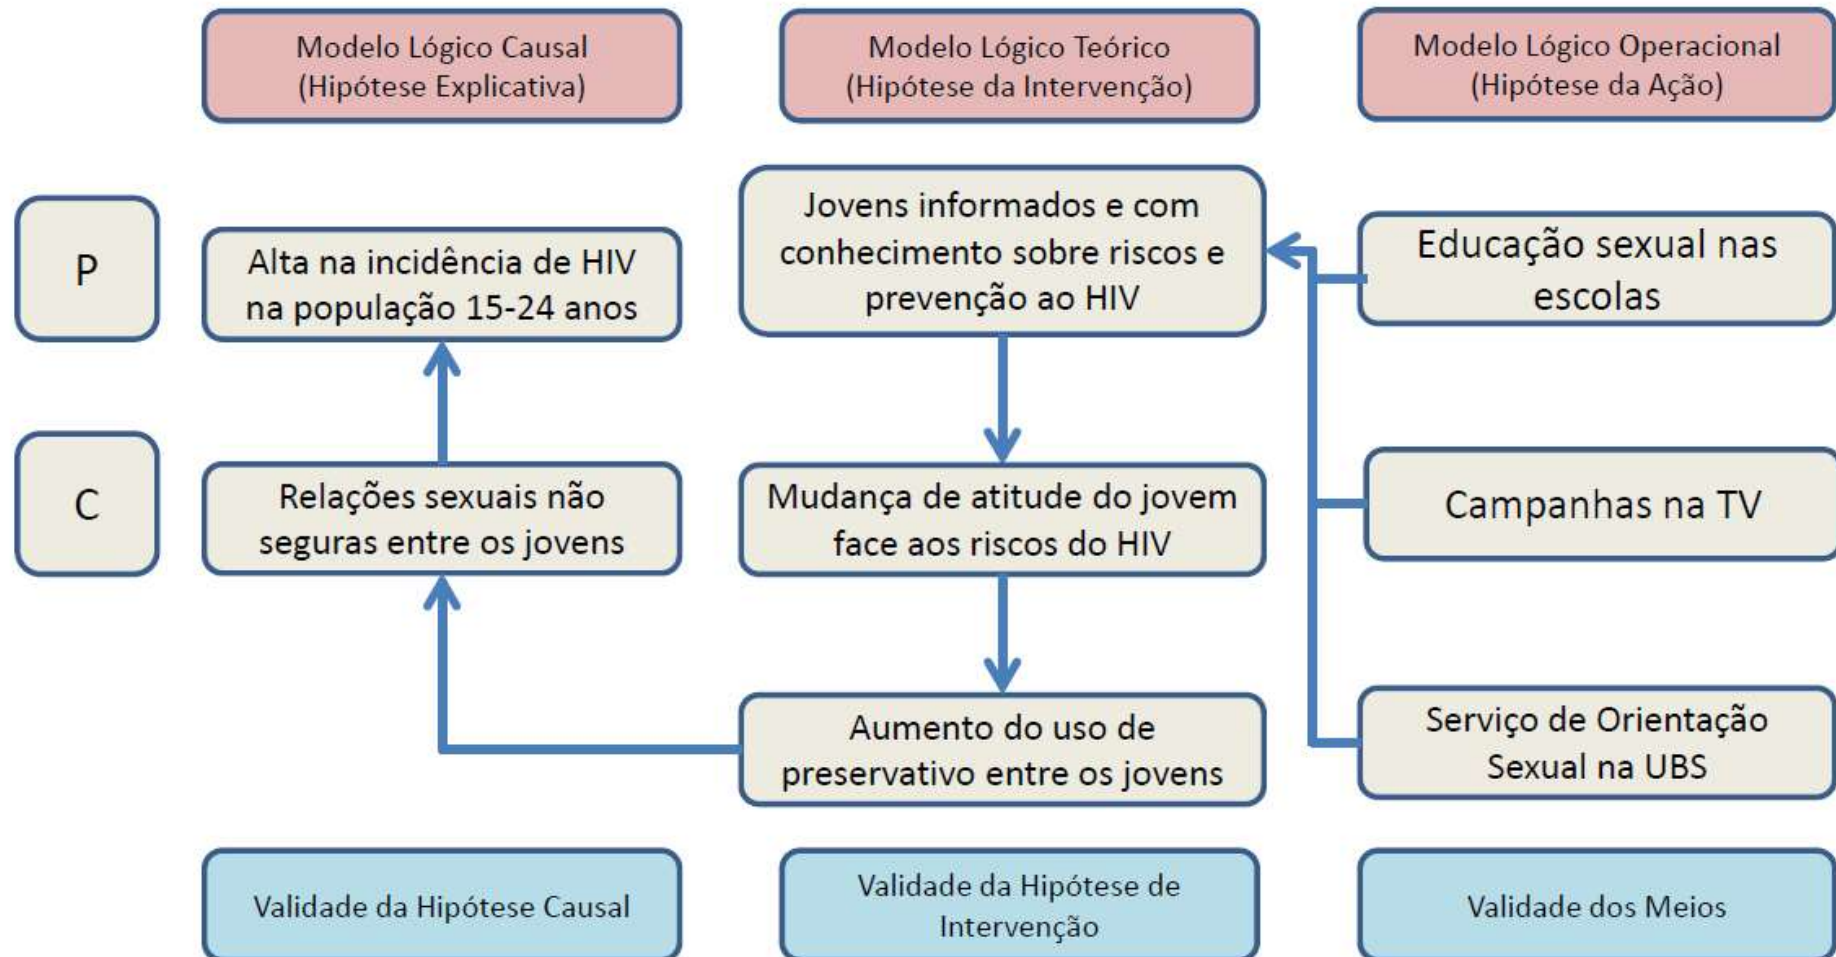 Modelo Lógico Causal
(Hipótese Explicativa)
Modelo Lógico Teórico
(Hipótese da Intervenção)
Modelo Lógico Operacional
(Hipótese da Ação)
P
Alta na incidência de HIV
na população 15-24 anos
Jovens informados e com
conhecimento sobre riscos e
prevenção ao HIV
Educação sexual nas
escolas
C
Relações sexuais não
seguras entre os jovens
Mudança de atitude do jovem
face aos riscos do HIV
Campanhas na TV
Aumento do uso de
preservativo entre os jovens
Serviço de Orientação
Sexual na UBS
Validade da Hipótese Causal
Validade da Hipótese de
Intervenção
Validade dos Meios